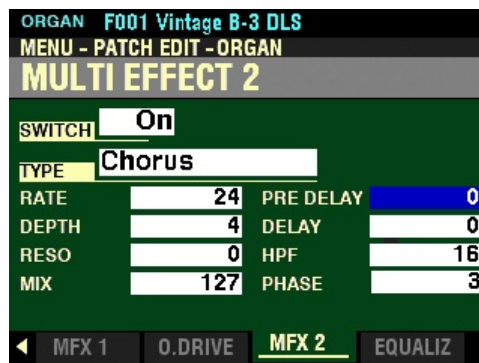 ORGAN F001 Vintage B-3 DLS
MENU - PATCH EDIT - ORGAN
MULTI EFFECT 2
SWITCH On
TYPE Chorus
RATE 24 PRE DELAY 0
DEPTH 4 DELAY 0
RESO 0 HPF 16
MIX 127 PHASE 3
MFX 1 O.DRIVE MFX 2 EQUALIZ